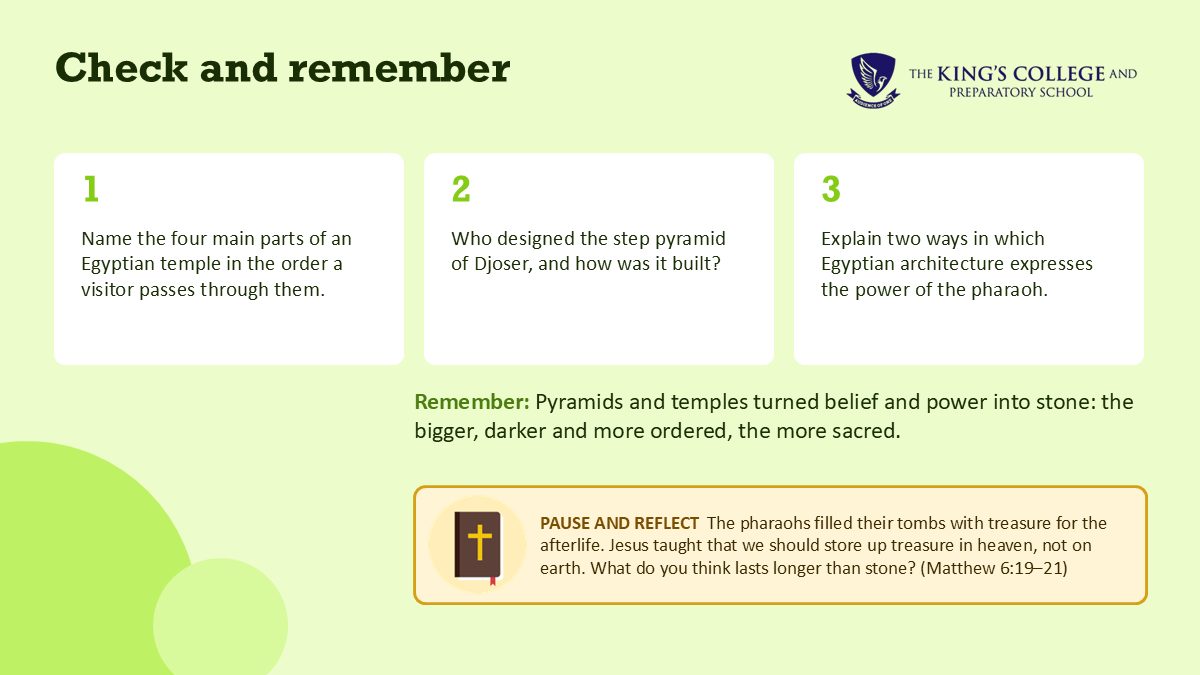 Check and remember
THE KING'S COLLEGE AND
PREPARATORY SCHOOL
AUDIENCE OF ONE
1
Name the four main parts of an
Egyptian temple in the order a
visitor passes through them.
2
Who designed the step pyramid
of Djoser, and how was it built?
3
Explain two ways in which
Egyptian architecture expresses
the power of the pharaoh.
Remember: Pyramids and temples turned belief and power into stone: the
bigger, darker and more ordered, the more sacred.
PAUSE AND REFLECT The pharaohs filled their tombs with treasure for the
afterlife. Jesus taught that we should store up treasure in heaven, not on
earth. What do you think lasts longer than stone? (Matthew 6:19–21)